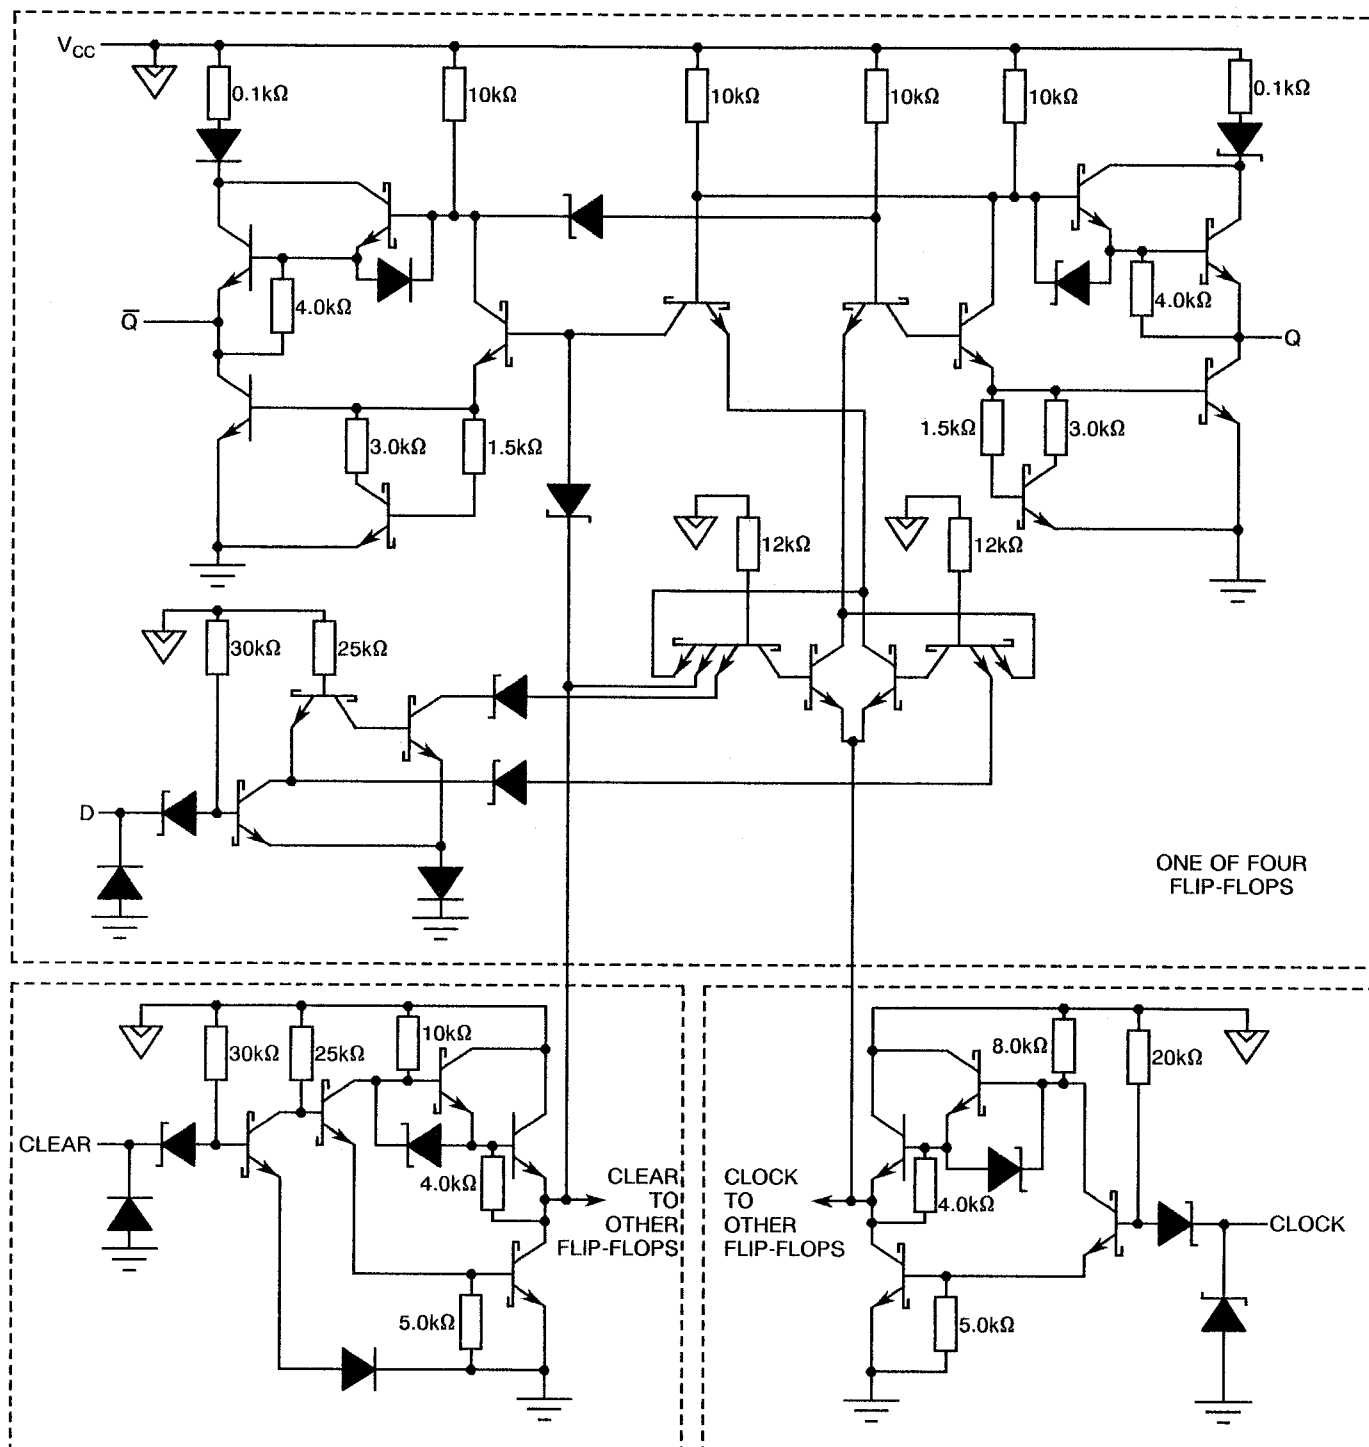 VCC
0.1kΩ
10kΩ
10kΩ
10kΩ
10kΩ
0.1kΩ
4.0kΩ
4.0kΩ
Q̅
Q
3.0kΩ
1.5kΩ
1.5kΩ
3.0kΩ
12kΩ
12kΩ
30kΩ
25kΩ
D
ONE OF FOUR
FLIP-FLOPS
30kΩ
25kΩ
10kΩ
8.0kΩ
20kΩ
CLEAR
4.0kΩ
CLEAR
TO
OTHER
FLIP-FLOPS
CLOCK
TO
OTHER
FLIP-FLOPS
4.0kΩ
CLOCK
5.0kΩ
5.0kΩ